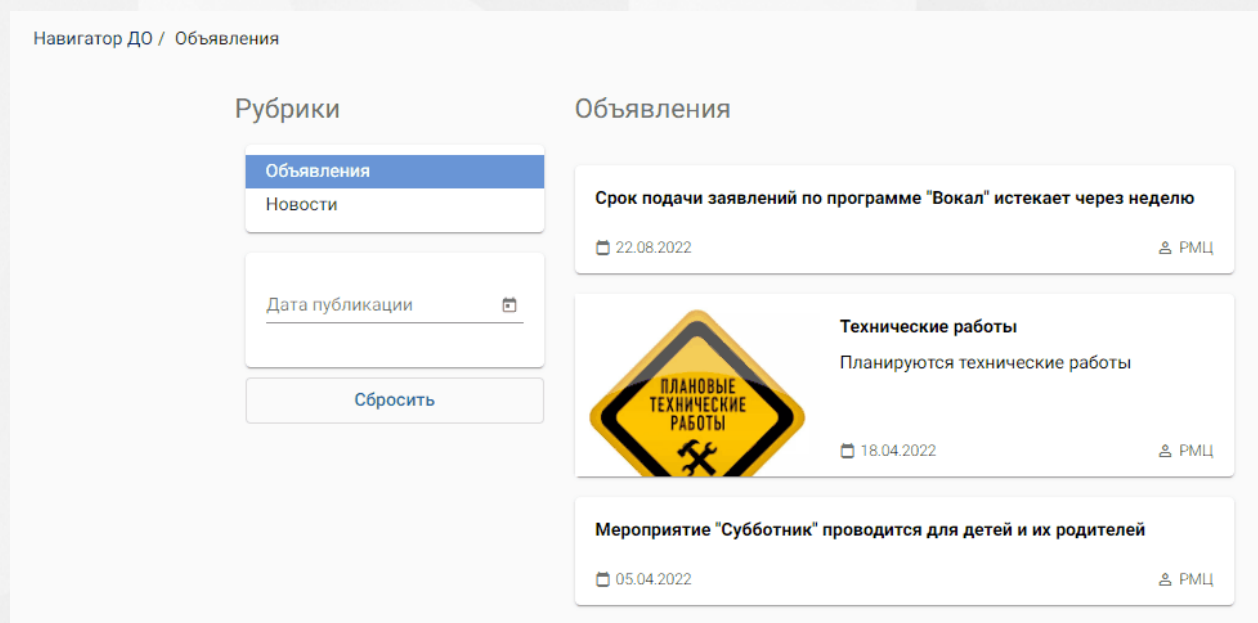 Навигатор ДО / Объявления
Рубрики
Объявления
Новости
Дата публикации
Сбросить
Объявления
Срок подачи заявлений по программе "Вокал" истекает через неделю
22.08.2022 РМЦ
ПЛАНОВЫЕ
ТЕХНИЧЕСКИЕ
РАБОТЫ
Технические работы
Планируются технические работы
18.04.2022 РМЦ
Мероприятие "Субботник" проводится для детей и их родителей
05.04.2022 РМЦ